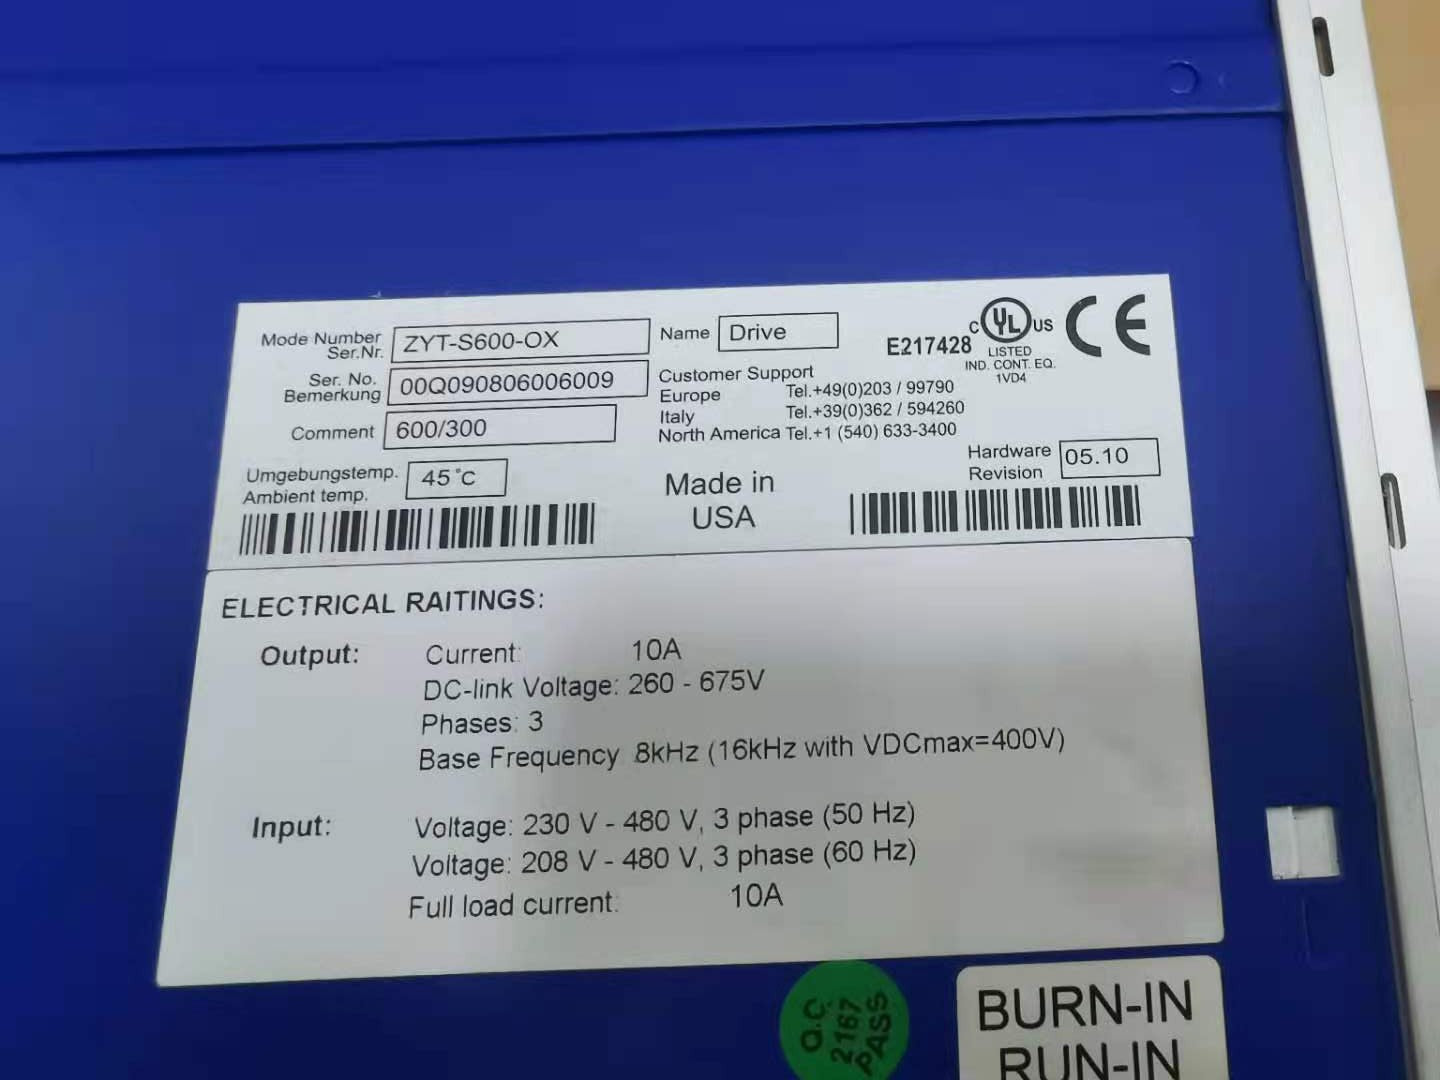 Mode Number
Ser.Nr. ZYT-S600-OX
Name Drive
E217428
C UL US
LISTED
IND. CONT. EQ.
1VD4
CE
Ser. No.
Bemerkung 00Q090806006009
Customer Support
Europe Tel.+49(0)203 / 99790
Italy Tel.+39(0)362 / 594260
North America Tel.+1 (540) 633-3400
Comment 600/300
Umgebungstemp.
Ambient temp. 45°C
Made in
USA
Hardware
Revision 05.10
ELECTRICAL RAITINGS:
Output: Current: 10A
DC-link Voltage: 260 - 675V
Phases: 3
Base Frequency 8kHz (16kHz with VDCmax=400V)
Input: Voltage: 230 V - 480 V, 3 phase (50 Hz)
Voltage: 208 V - 480 V, 3 phase (60 Hz)
Full load current: 10A
Q.C.
2167
PASS
BURN-IN
RUN-IN